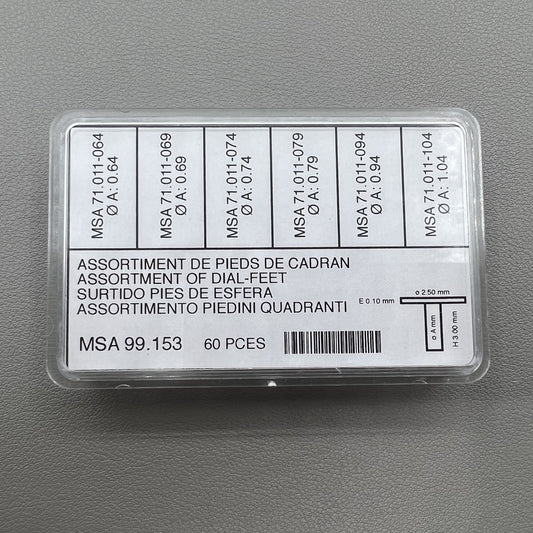 MSA 71.011-064
Ø A: 0.64
MSA 71.011-069
Ø A: 0.69
MSA 71.011-074
Ø A: 0.74
MSA 71.011-079
Ø A: 0.79
MSA 71.011-094
Ø A: 0.94
MSA 71.011-104
Ø A: 1.04
ASSORTIMENT DE PIEDS DE CADRAN
ASSORTMENT OF DIAL-FEET
SURTIDO PIES DE ESFERA
ASSORTIMENTO PIEDINI QUADRANTI
MSA 99.153 60 PCES
ø 2.50 mm
E 0.10 mm
ø A mm
H 3.00 mm